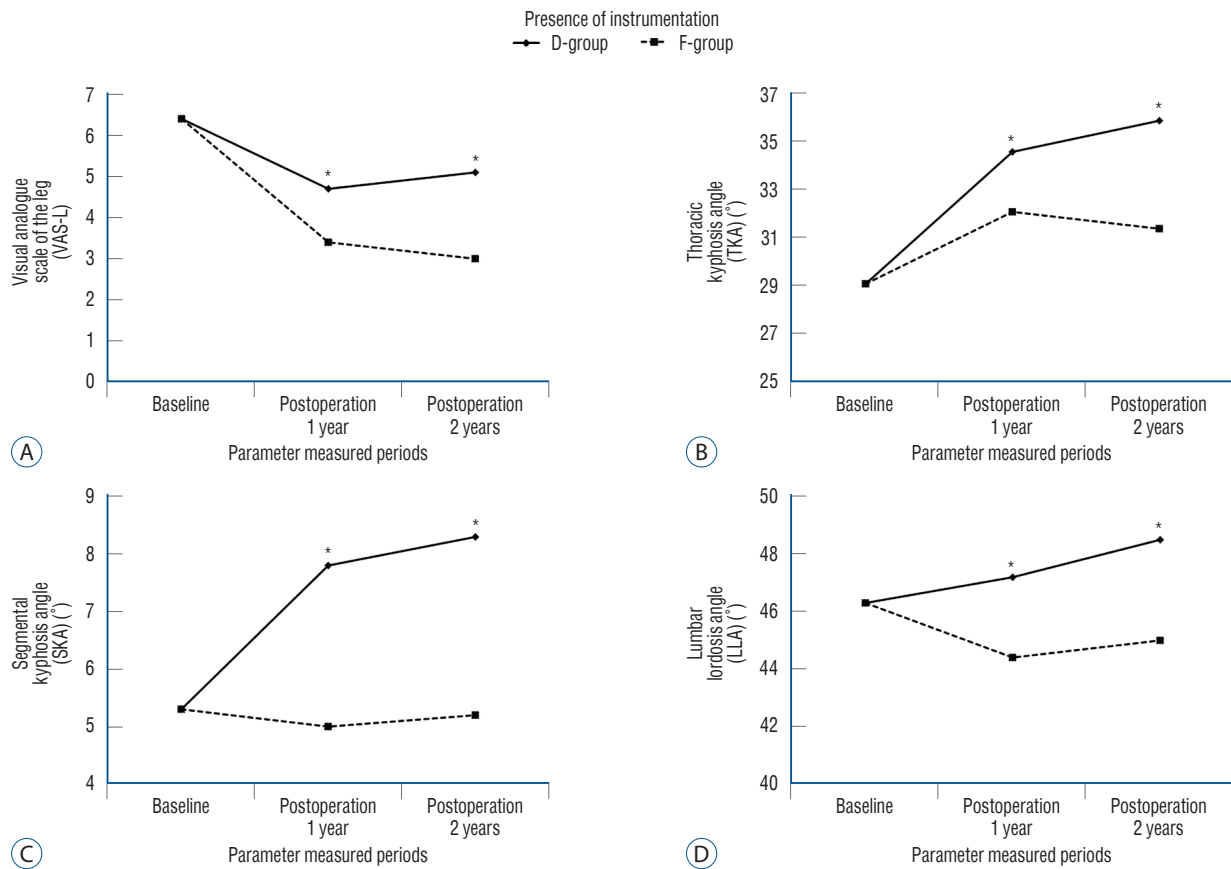 Presence of instrumentation
D-group F-group
Visual analogue
scale of the leg
(VAS-L)
7
6
5
4
3
2
1
0
*
*
Baseline
Postoperation
1 year
Postoperation
2 years
Parameter measured periods
A
Thoracic
kyphosis angle
(TKA) (°)
37
35
33
31
29
27
25
*
*
Baseline
Postoperation
1 year
Postoperation
2 years
Parameter measured periods
B
Segmental
kyphosis angle
(SKA) (°)
9
8
7
6
5
4
*
*
Baseline
Postoperation
1 year
Postoperation
2 years
Parameter measured periods
C
Lumbar
lordosis angle
(LLA) (°)
50
48
46
44
42
40
*
*
Baseline
Postoperation
1 year
Postoperation
2 years
Parameter measured periods
D